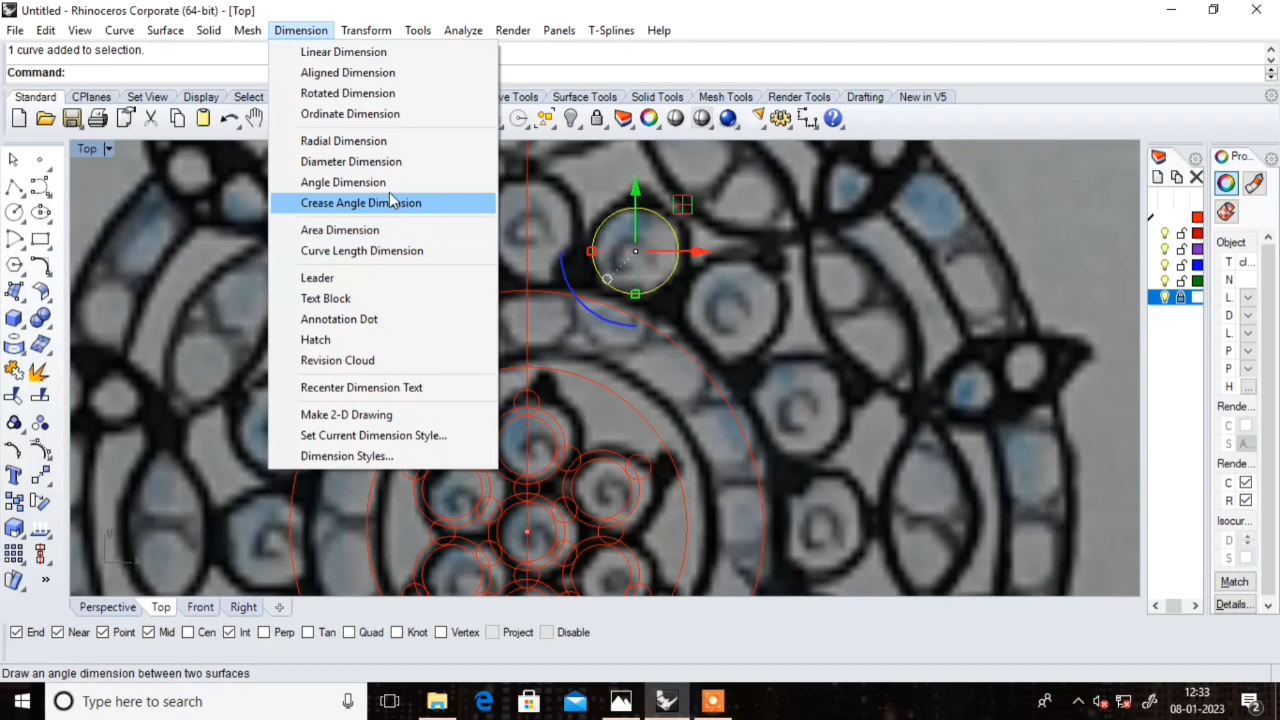 Untitled - Rhinoceros Corporate (64-bit) - [Top]
File Edit View Curve Surface Solid Mesh Dimension Transform Tools Analyze Render Panels T-Splines Help
1 curve added to selection.
Command:
Standard CPlanes Set View Display Select ve Tools Surface Tools Solid Tools Mesh Tools Render Tools Drafting New in V5
Linear Dimension
Aligned Dimension
Rotated Dimension
Ordinate Dimension
Radial Dimension
Diameter Dimension
Angle Dimension
Crease Angle Dimension
Area Dimension
Curve Length Dimension
Leader
Text Block
Annotation Dot
Hatch
Revision Cloud
Recenter Dimension Text
Make 2-D Drawing
Set Current Dimension Style...
Dimension Styles...
Top
Pro...
Object
T cl...
N
L.
D
L.
P
P
H ...
Rende...
C
S A...
Rende...
C
R
Isocur...
D
S
Match
Details...
y
Perspective Top Front Right
End Near Point Mid Cen Int Perp Tan Quad Knot Vertex Project Disable
Draw an angle dimension between two surfaces
Type here to search
12:33
08-01-2023
2